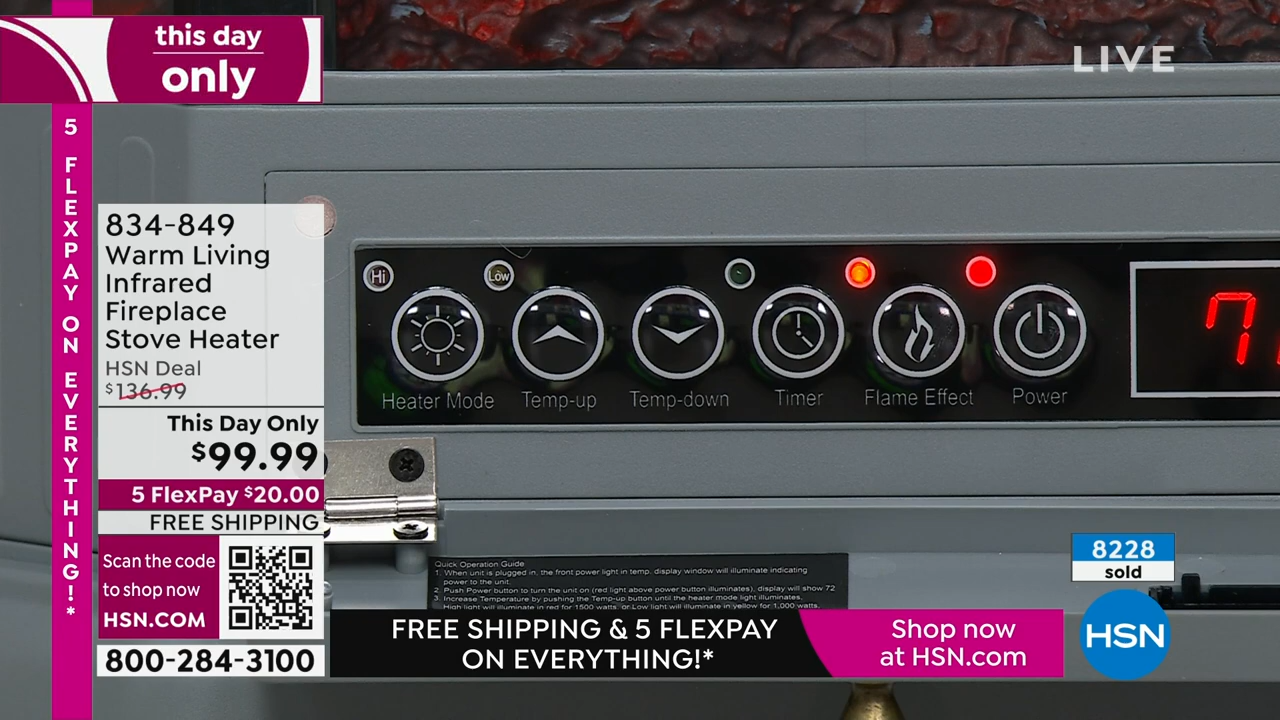 this day
only
LIVE
5 FLEXPAY ON EVERYTHING!*
834-849
Warm Living
Infrared
Fireplace
Stove Heater
HSN Deal
$136.99
This Day Only
$99.99
5 FlexPay $20.00
FREE SHIPPING
Scan the code
to shop now
HSN.COM
800-284-3100
Hi
Low
Heater Mode
Temp-up
Temp-down
Timer
Flame Effect
Power
7
Quick Operation Guide
1. When unit is plugged in, the front power light in temp. display window will illuminate indicating
power to the unit.
2. Push Power button to turn the unit on (red light above power button illuminates), display will show 72
3. Increase Temperature by pushing the Temp-up button until the heater mode light illuminates.
High light will illuminate in red for 1500 watts, or Low light will illuminate in yellow for 1,000 watts.
8228
sold
FREE SHIPPING & 5 FLEXPAY
ON EVERYTHING!*
Shop now
at HSN.com
HSN